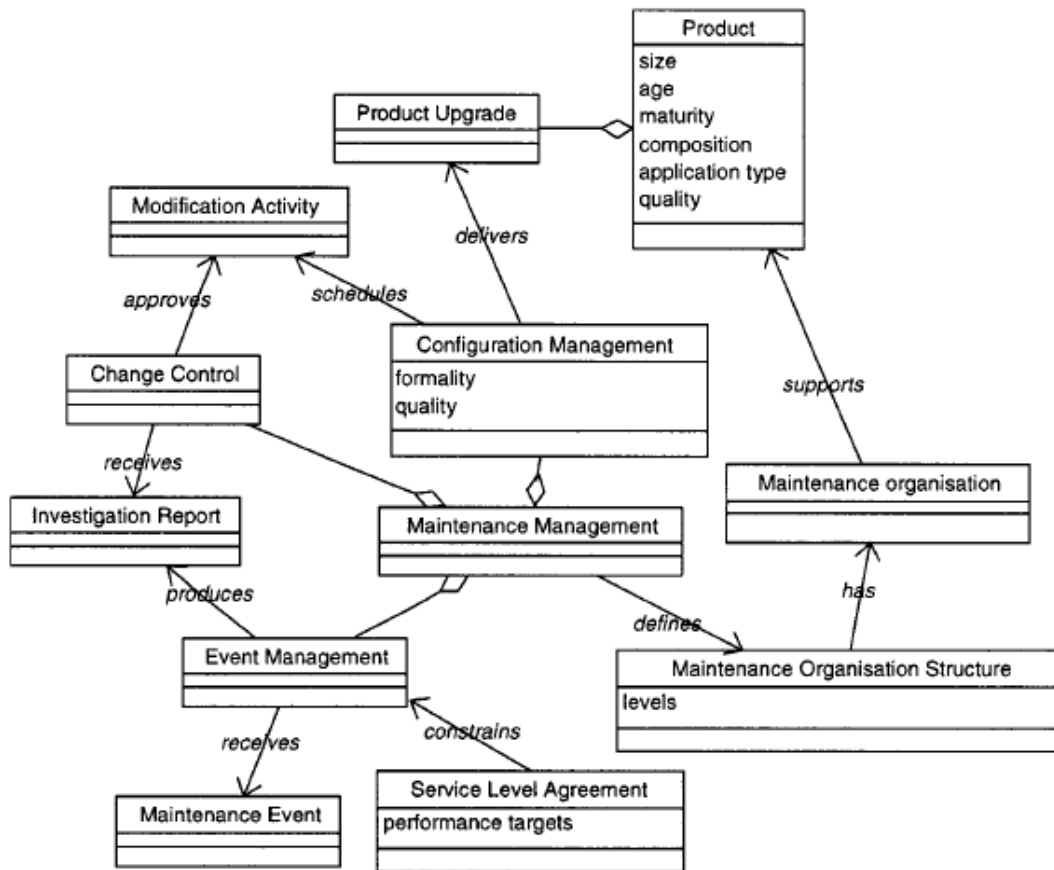 Product
size
age
maturity
composition
application type
quality
Product Upgrade
Modification Activity
delivers
approves
schedules
Configuration Management
formality
quality
Change Control
supports
receives
Maintenance organisation
Investigation Report
Maintenance Management
produces
has
defines
Event Management
Maintenance Organisation Structure
levels
receives
constrains
Service Level Agreement
performance targets
Maintenance Event